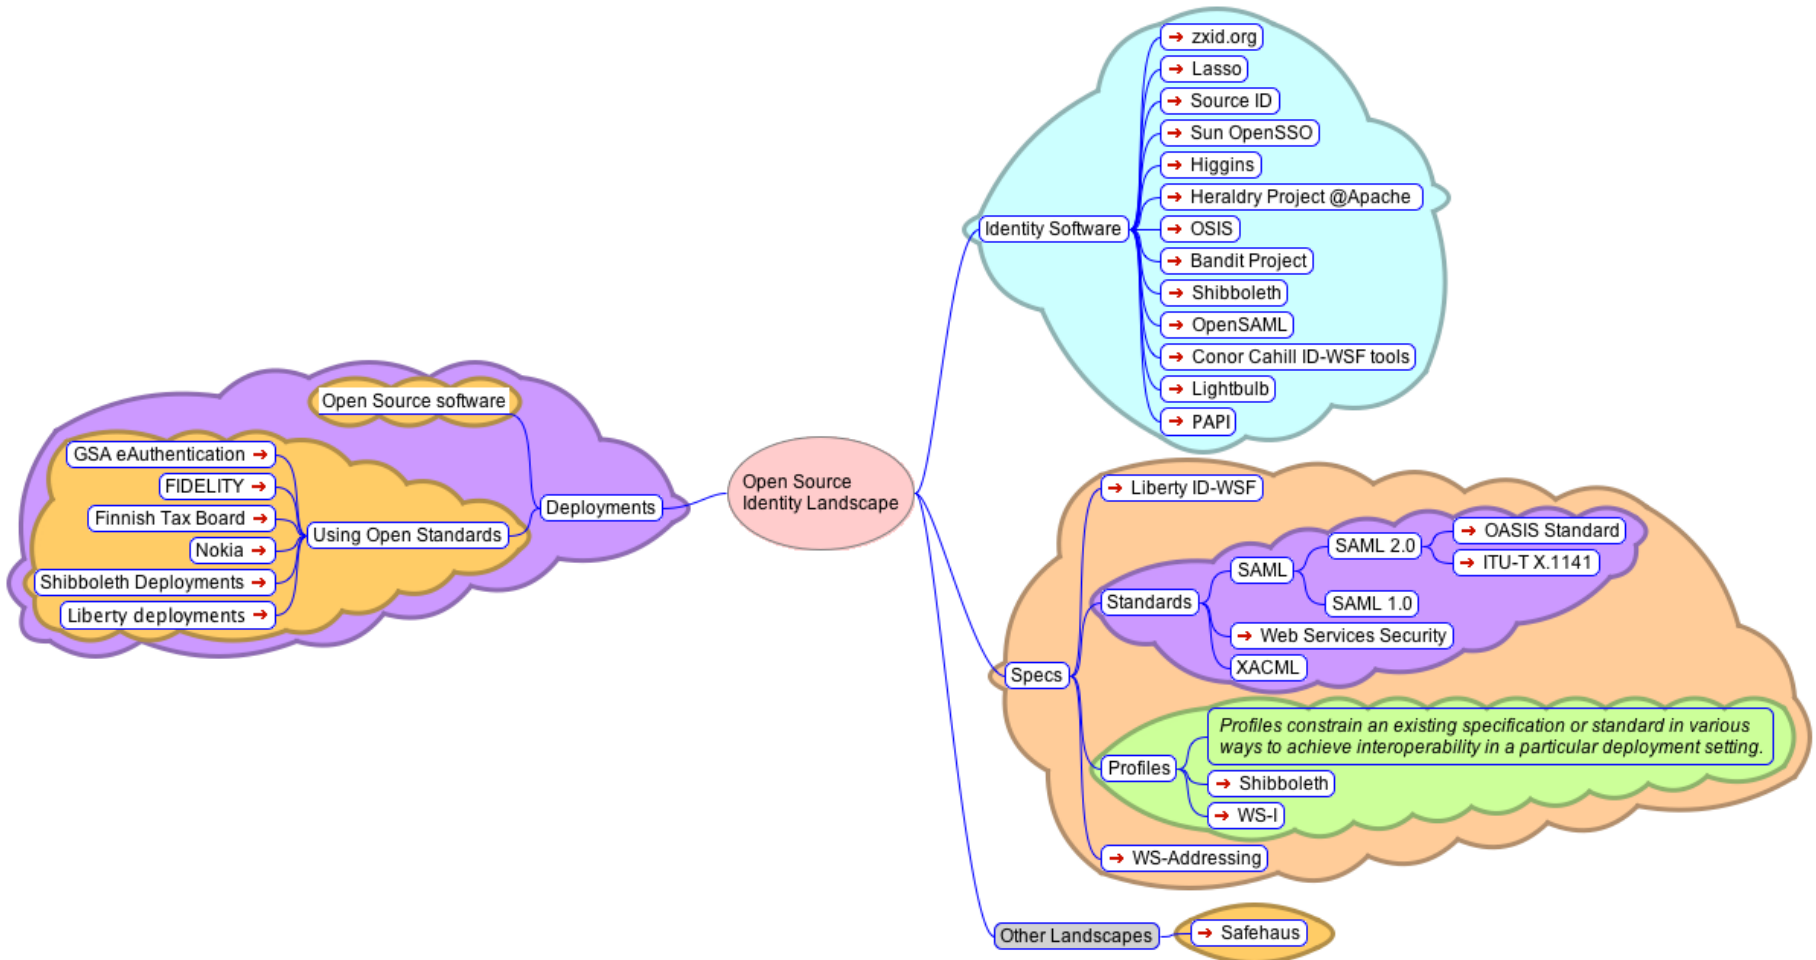 Open Source
Identity Landscape
Deployments
Open Source software
Using Open Standards
GSA eAuthentication
FIDELITY
Finnish Tax Board
Nokia
Shibboleth Deployments
Liberty deployments
Identity Software
zxid.org
Lasso
Source ID
Sun OpenSSO
Higgins
Heraldry Project @Apache
OSIS
Bandit Project
Shibboleth
OpenSAML
Conor Cahill ID-WSF tools
Lightbulb
PAPI
Specs
Liberty ID-WSF
Standards
SAML
SAML 2.0
OASIS Standard
ITU-T X.1141
SAML 1.0
Web Services Security
XACML
Profiles
Profiles constrain an existing specification or standard in various
ways to achieve interoperability in a particular deployment setting.
Shibboleth
WS-I
WS-Addressing
Other Landscapes
Safehaus